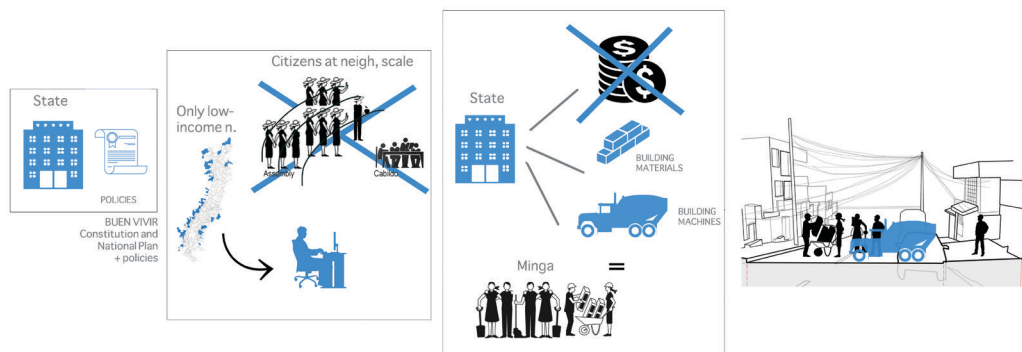 State
POLICIES
BUEN VIVIR
Constitution and
National Plan
+ policies
Citizens at neigh, scale
Only low-
income n.
Assembly
Cabildo
State
$
$
BUILDING
MATERIALS
BUILDING
MACHINES
Minga
=